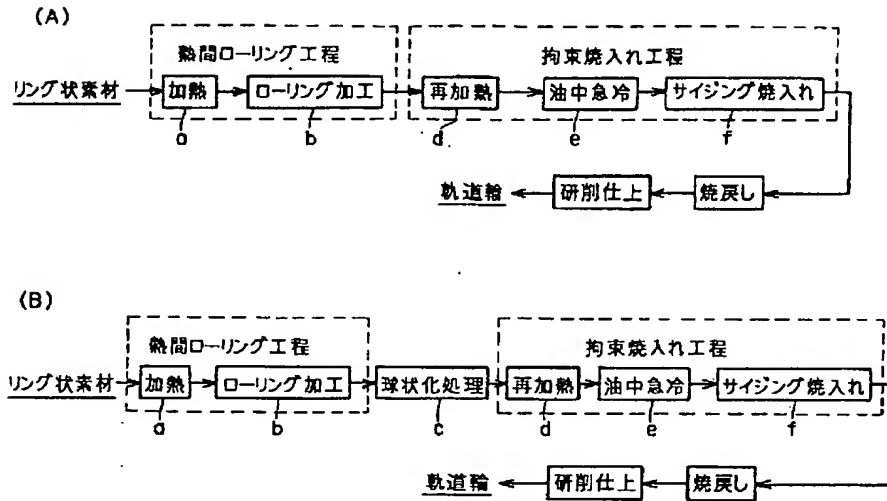 (A)
熱間ローリング工程
拘束焼入れ工程
リング状素材
加熱
ローリング加工
再加熱
油中急冷
サイジング焼入れ
a
b
d
e
f
軌道輪
研削仕上
焼戻し
(B)
熱間ローリング工程
拘束焼入れ工程
リング状素材
加熱
ローリング加工
球状化処理
再加熱
油中急冷
サイジング焼入れ
a
b
c
d
e
f
軌道輪
研削仕上
焼戻し